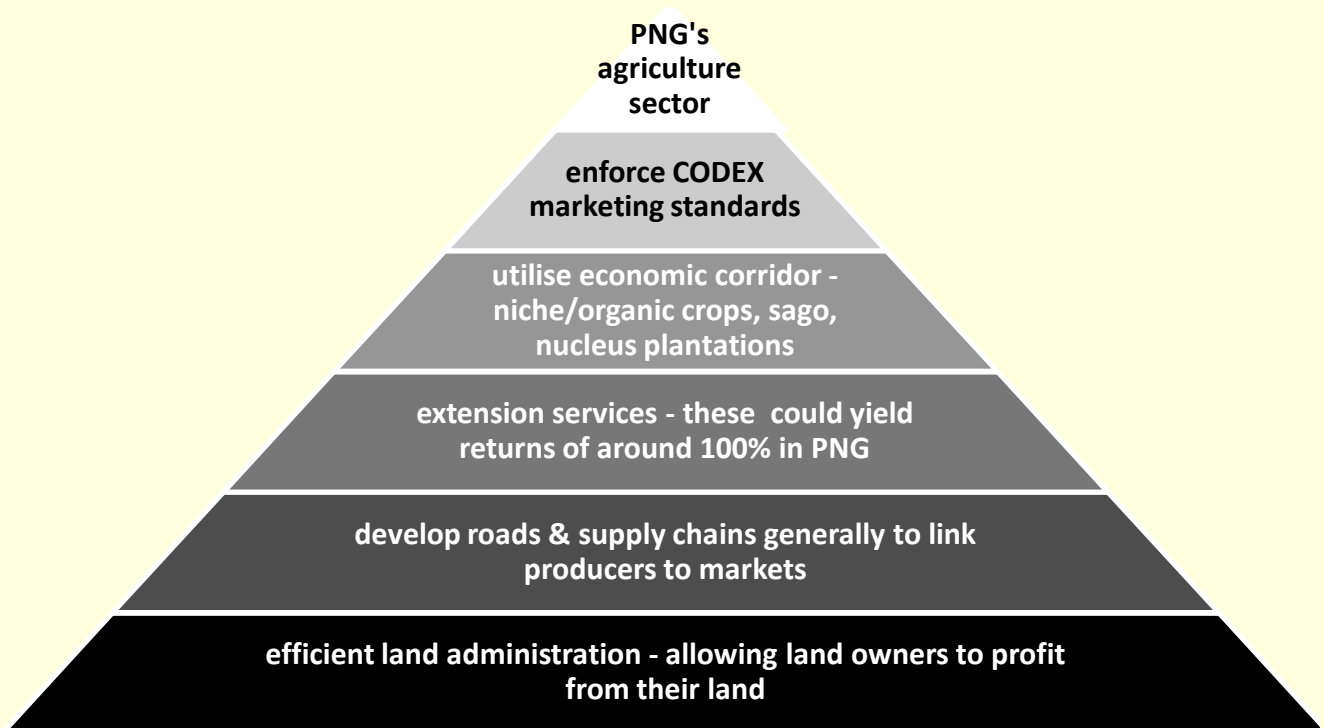 PNG's
agriculture
sector
enforce CODEX
marketing standards
utilise economic corridor -
niche/organic crops, sago,
nucleus plantations
extension services - these  could yield
returns of around 100% in PNG
develop roads & supply chains generally to link
producers to markets
efficient land administration - allowing land owners to profit
from their land